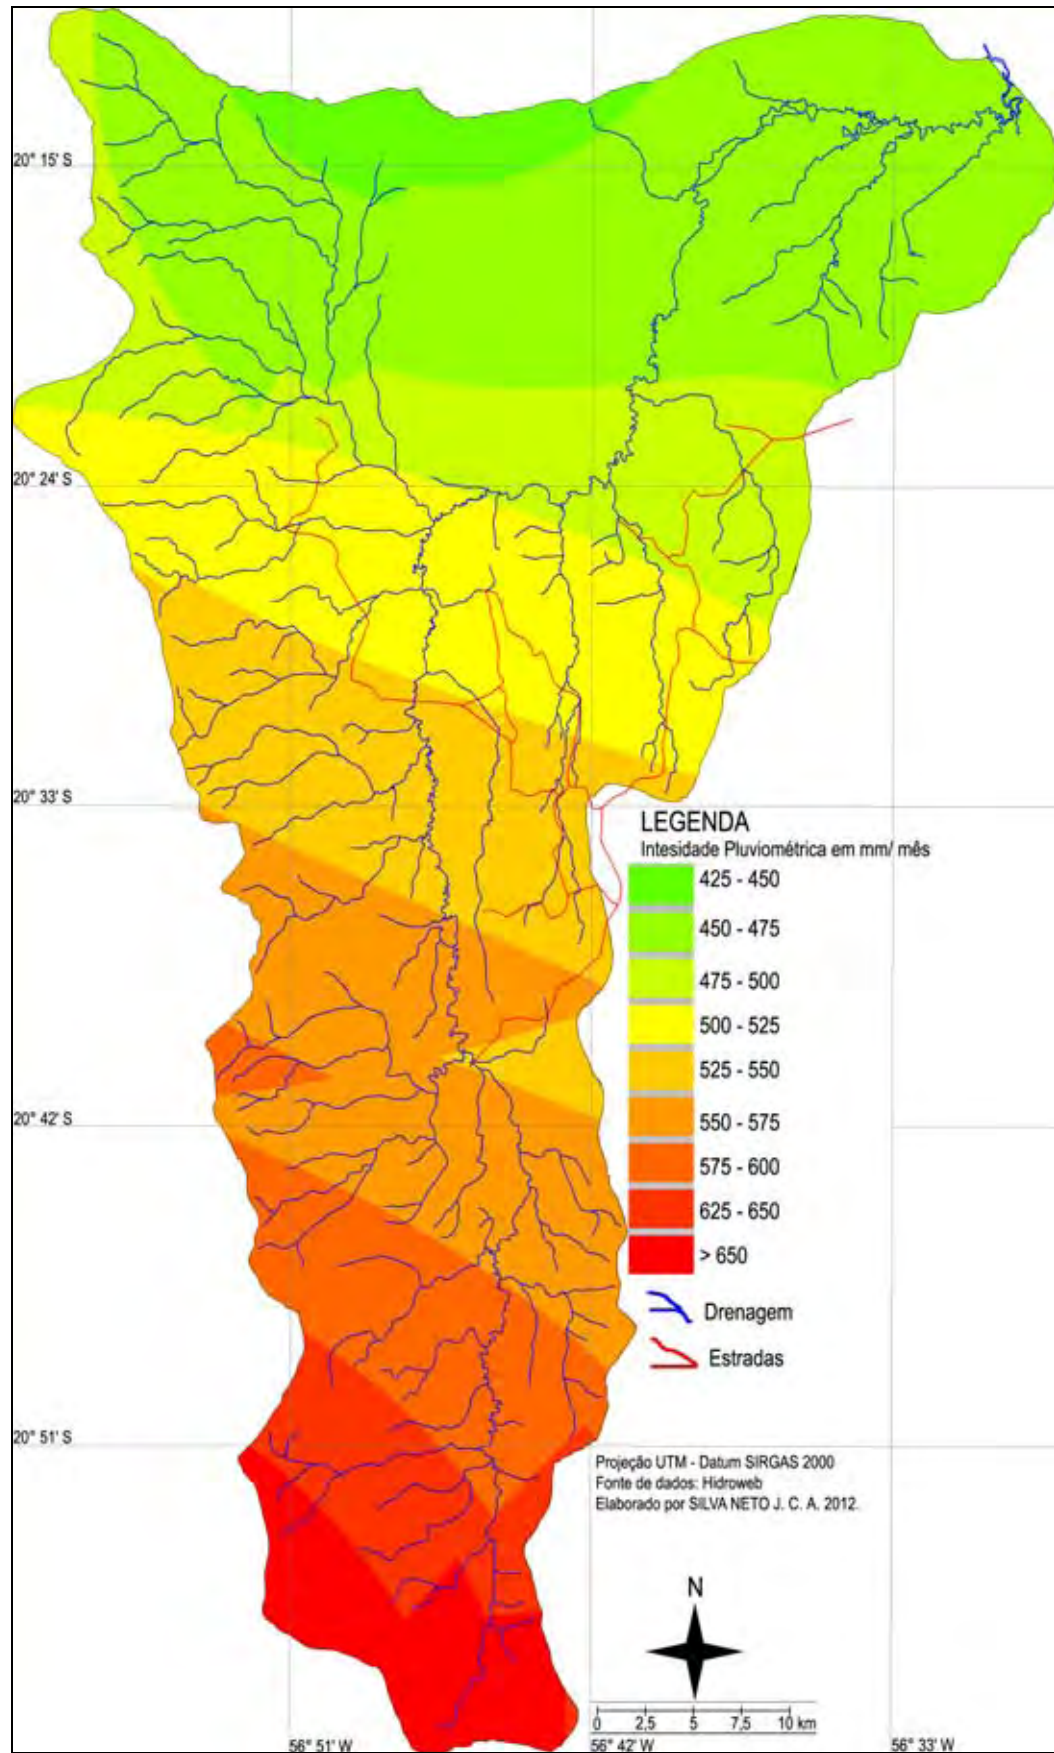 20° 15' S
20° 24' S
20° 33' S
LEGENDA
Intesidade Pluviométrica em mm/ mês
425 - 450
450 - 475
475 - 500
500 - 525
525 - 550
550 - 575
575 - 600
625 - 650
> 650
Drenagem
Estradas
20° 42' S
20° 51' S
Projeção UTM - Datum SIRGAS 2000
Fonte de dados: Hidroweb
Elaborado por SILVA NETO J. C. A. 2012.
N
0 2,5 5 7,5 10 km
56° 51' W 56° 42' W 56° 33' W